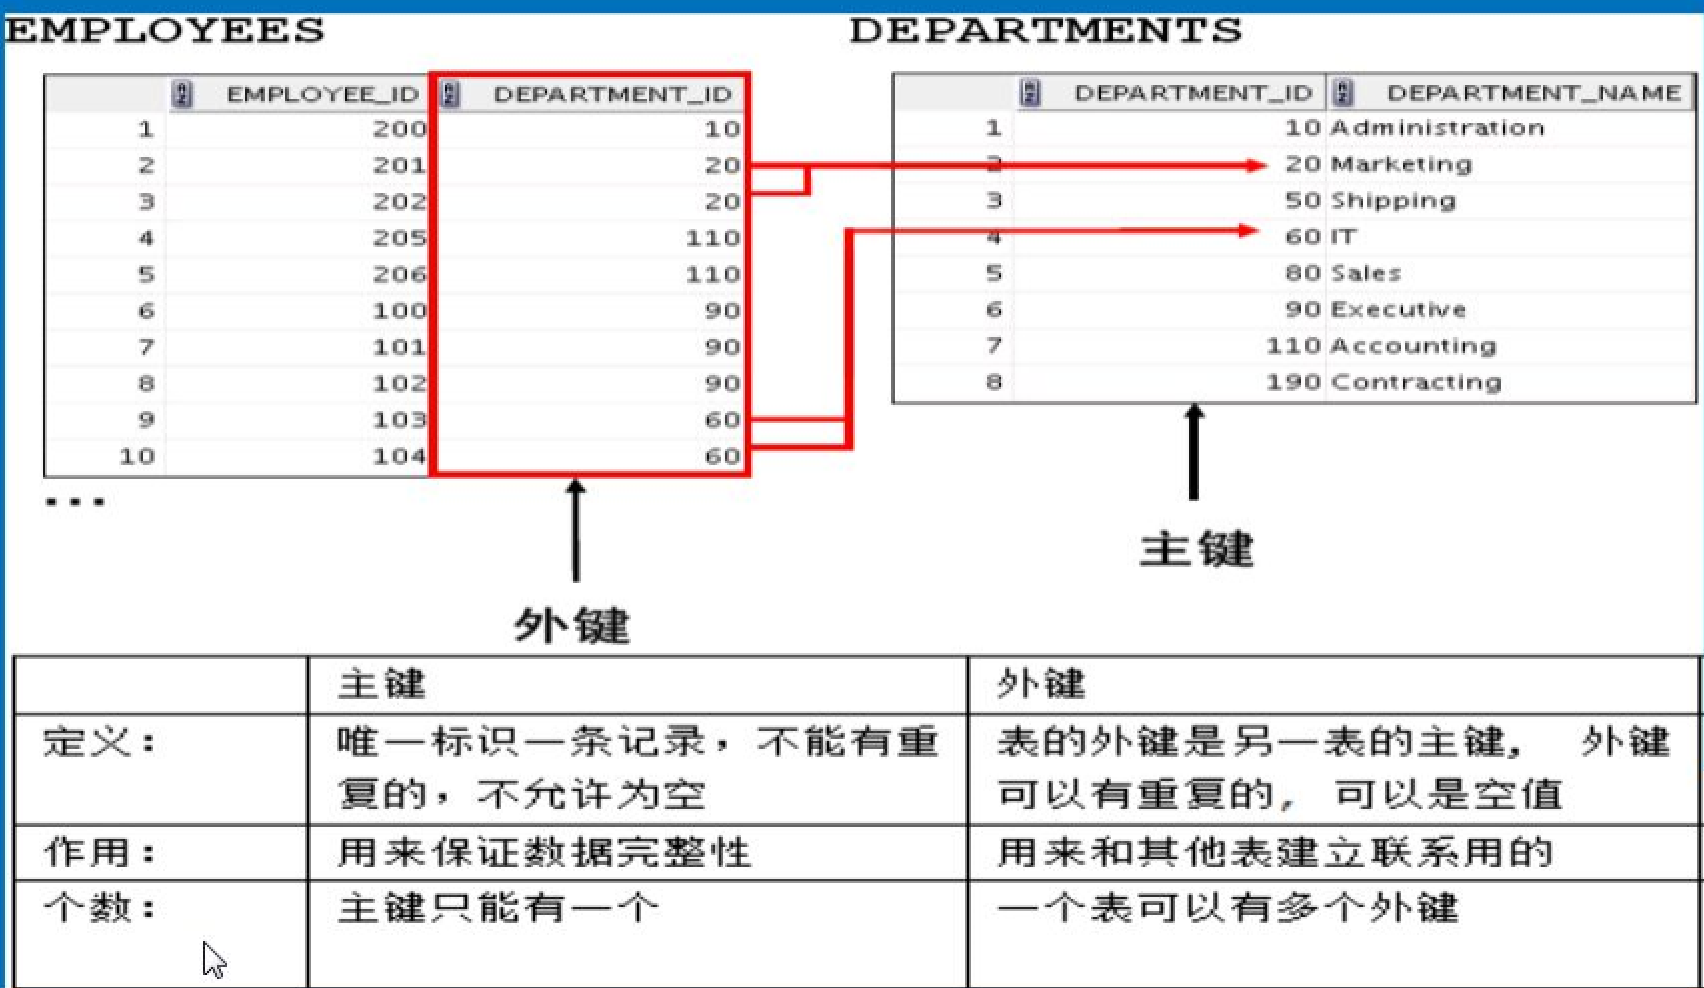 EMPLOYEES
DEPARTMENTS
EMPLOYEE_ID DEPARTMENT_ID
1 200 10
2 201 20
3 202 20
4 205 110
5 206 110
6 100 90
7 101 90
8 102 90
9 103 60
10 104 60
...
DEPARTMENT_ID DEPARTMENT_NAME
1 10 Administration
2 20 Marketing
3 50 Shipping
4 60 IT
5 80 Sales
6 90 Executive
7 110 Accounting
8 190 Contracting
主键
外键
主键 外键
定义： 唯一标识一条记录，不能有重 表的外键是另一表的主键, 外键
复的，不允许为空 可以有重复的, 可以是空值
作用： 用来保证数据完整性 用来和其他表建立联系用的
个数： 主键只能有一个 一个表可以有多个外键